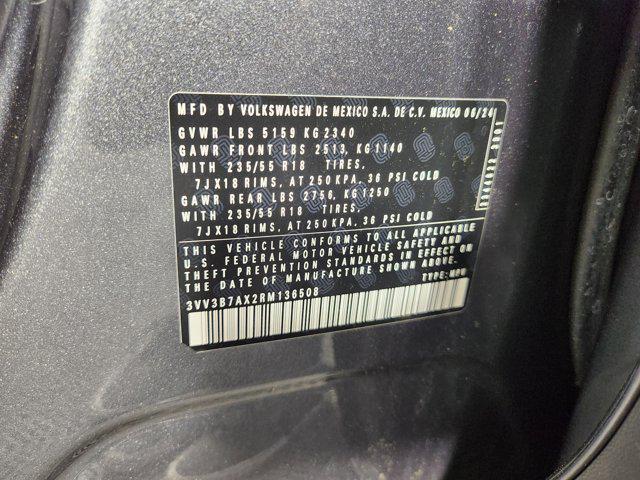 MFD BY VOLKSWAGEN DE MEXICO S.A. DE C.V. MEXICO 06/24
GVWR LBS 5159 KG 2340
GAWR FRONT LBS 2513, KG 1140
WITH 235/55 R18 TIRES,
7JX18 RIMS, AT 250 KPA, 36 PSI COLD
GAWR REAR LBS 2756, KG 1250
WITH 235/55 R18 TIRES,
7JX18 RIMS, AT 250 KPA, 36 PSI COLD
THIS VEHICLE CONFORMS TO ALL APPLICABLE
U.S. FEDERAL MOTOR VEHICLE SAFETY AND
THEFT PREVENTION STANDARDS IN EFFECT ON
THE DATE OF MANUFACTURE SHOWN ABOVE.
TYPE: MPV
3VV3B7AX2RM136508